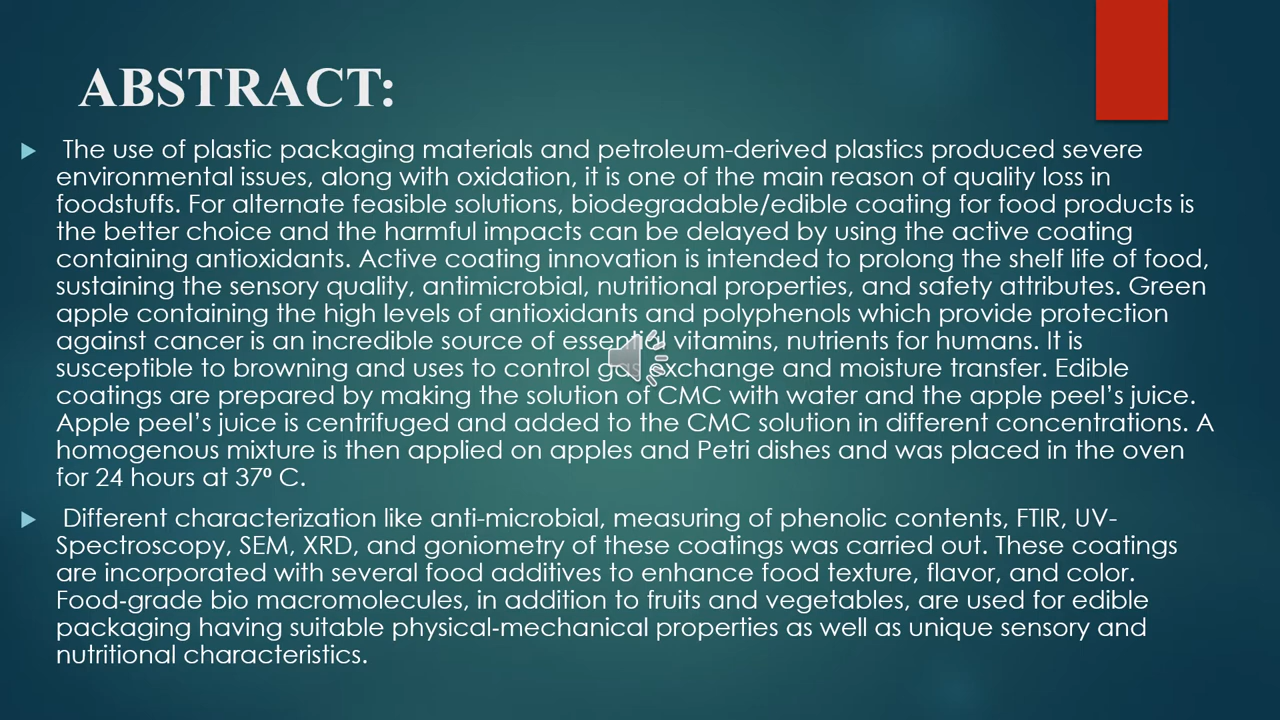 ABSTRACT:
The use of plastic packaging materials and petroleum-derived plastics produced severe
environmental issues, along with oxidation, it is one of the main reason of quality loss in
foodstuffs. For alternate feasible solutions, biodegradable/edible coating for food products is
the better choice and the harmful impacts can be delayed by using the active coating
containing antioxidants. Active coating innovation is intended to prolong the shelf life of food,
sustaining the sensory quality, antimicrobial, nutritional properties, and safety attributes. Green
apple containing the high levels of antioxidants and polyphenols which provide protection
against cancer is an incredible source of essential vitamins, nutrients for humans. It is
susceptible to browning and uses to control gas exchange and moisture transfer. Edible
coatings are prepared by making the solution of CMC with water and the apple peel’s juice.
Apple peel’s juice is centrifuged and added to the CMC solution in different concentrations. A
homogenous mixture is then applied on apples and Petri dishes and was placed in the oven
for 24 hours at 37⁰ C.
Different characterization like anti-microbial, measuring of phenolic contents, FTIR, UV-
Spectroscopy, SEM, XRD, and goniometry of these coatings was carried out. These coatings
are incorporated with several food additives to enhance food texture, flavor, and color.
Food-grade bio macromolecules, in addition to fruits and vegetables, are used for edible
packaging having suitable physical-mechanical properties as well as unique sensory and
nutritional characteristics.